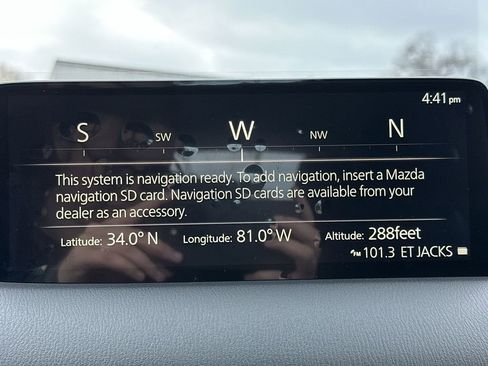 4:41 pm
S SW W NW N
This system is navigation ready. To add navigation, insert a Mazda
navigation SD card. Navigation SD cards are available from your
dealer as an accessory.
Latitude: 34.0° N Longitude: 81.0° W Altitude: 288feet
FM 101.3 ET JACKS